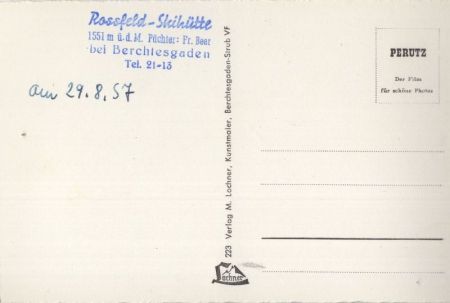 Rossfeld-Skihütte
1551 m ü.d.M. Pächter: Fr. Beer
bei Berchtesgaden
Tel. 21-13
am 29.8.57
223 Verlag M. Lochner, Kunstmaler, Berchtesgaden-Strub VF
Lochner
PERUTZ
Der Film
für schöne Photos